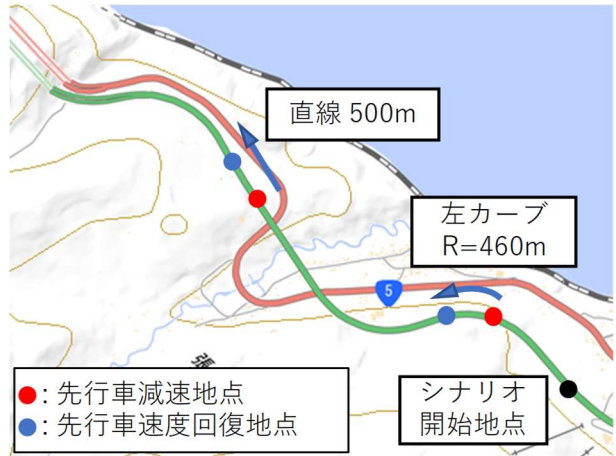 直線 500m
左カーブ
R=460m
5
張
シナリオ
開始地点
●: 先行車減速地点
●: 先行車速度回復地点